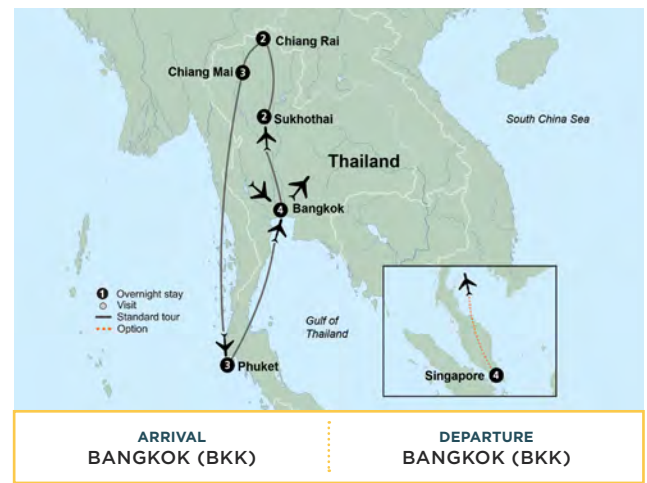 2 Chiang Rai
Chiang Mai 3
2 Sukhothai
South China Sea
Thailand
4 Bangkok
1 Overnight stay
Visit
Standard tour
Option
Gulf of
Thailand
3 Phuket
Singapore 4
ARRIVAL
BANGKOK (BKK)
DEPARTURE
BANGKOK (BKK)